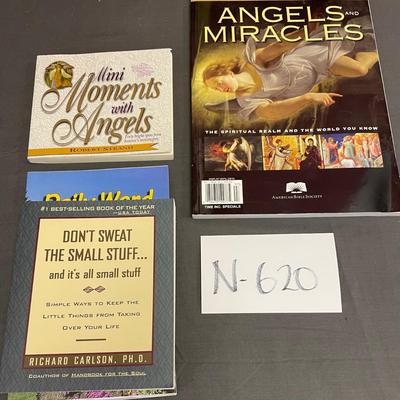 Mini
Moments
with
Angels
ROBERT STRAND
ANGELS AND
MIRACLES
THE SPIRITUAL REALM AND THE WORLD YOU KNOW
AMERICAN BIBLE SOCIETY
TIME INC. SPECIALS
Daily Word
#1 BEST-SELLING BOOK OF THE YEAR
—USA TODAY
DON'T SWEAT
THE SMALL STUFF...
and it's all small stuff
SIMPLE WAYS TO KEEP THE
LITTLE THINGS FROM TAKING
OVER YOUR LIFE
RICHARD CARLSON, PH.D.
COAUTHOR OF HANDBOOK FOR THE SOUL
N-620